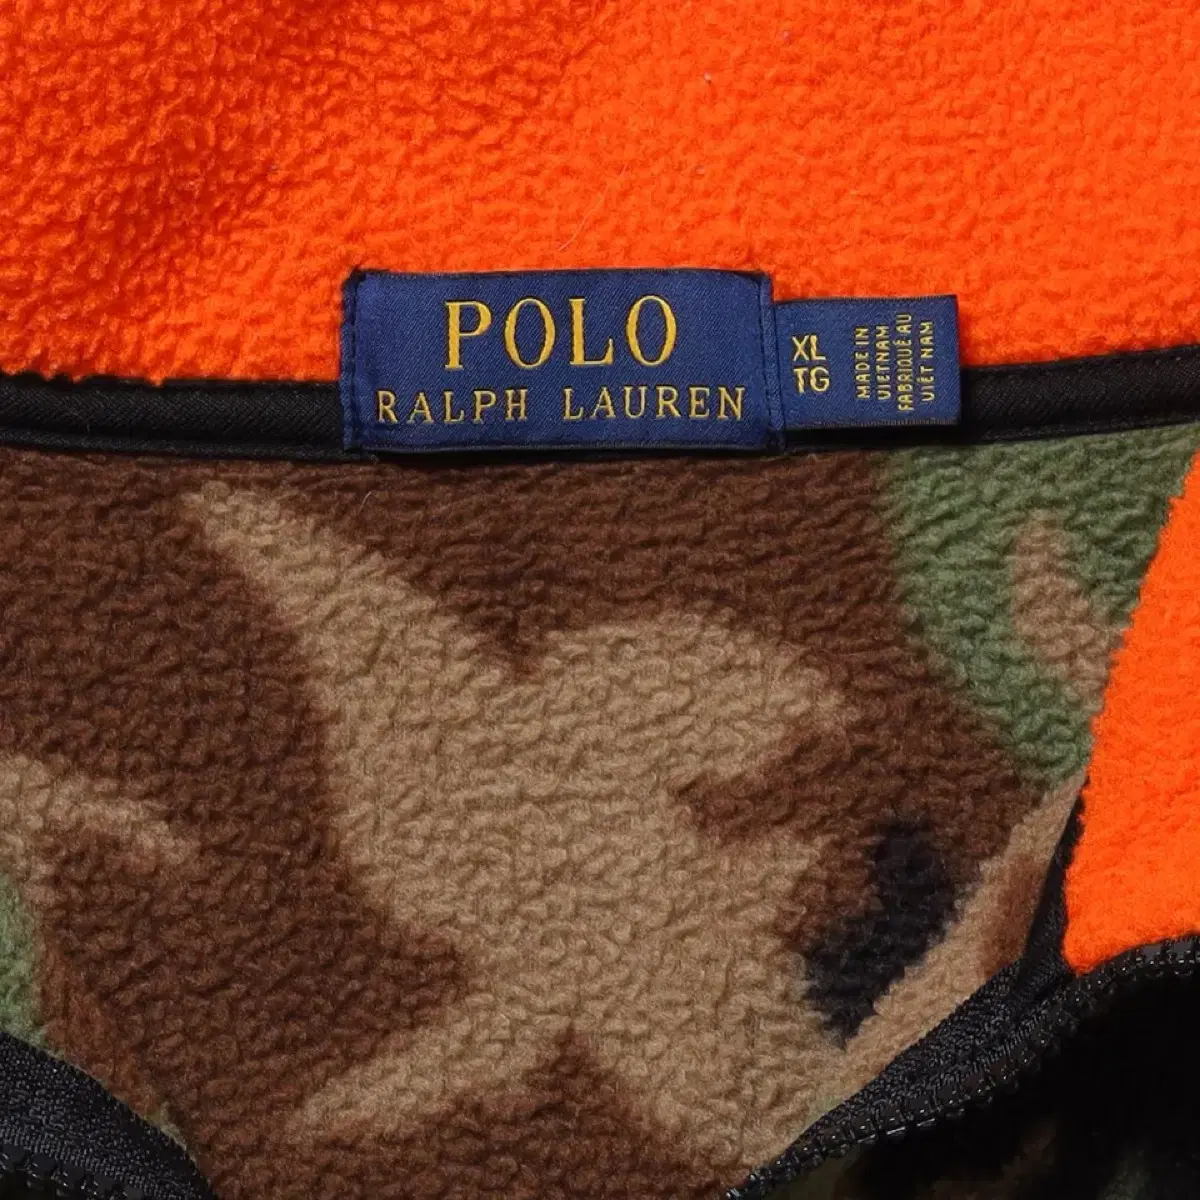 POLO
RALPH LAUREN
XL
TG
MADE IN
VIETNAM
FABRIQUÉ AU
VIÊT NAM